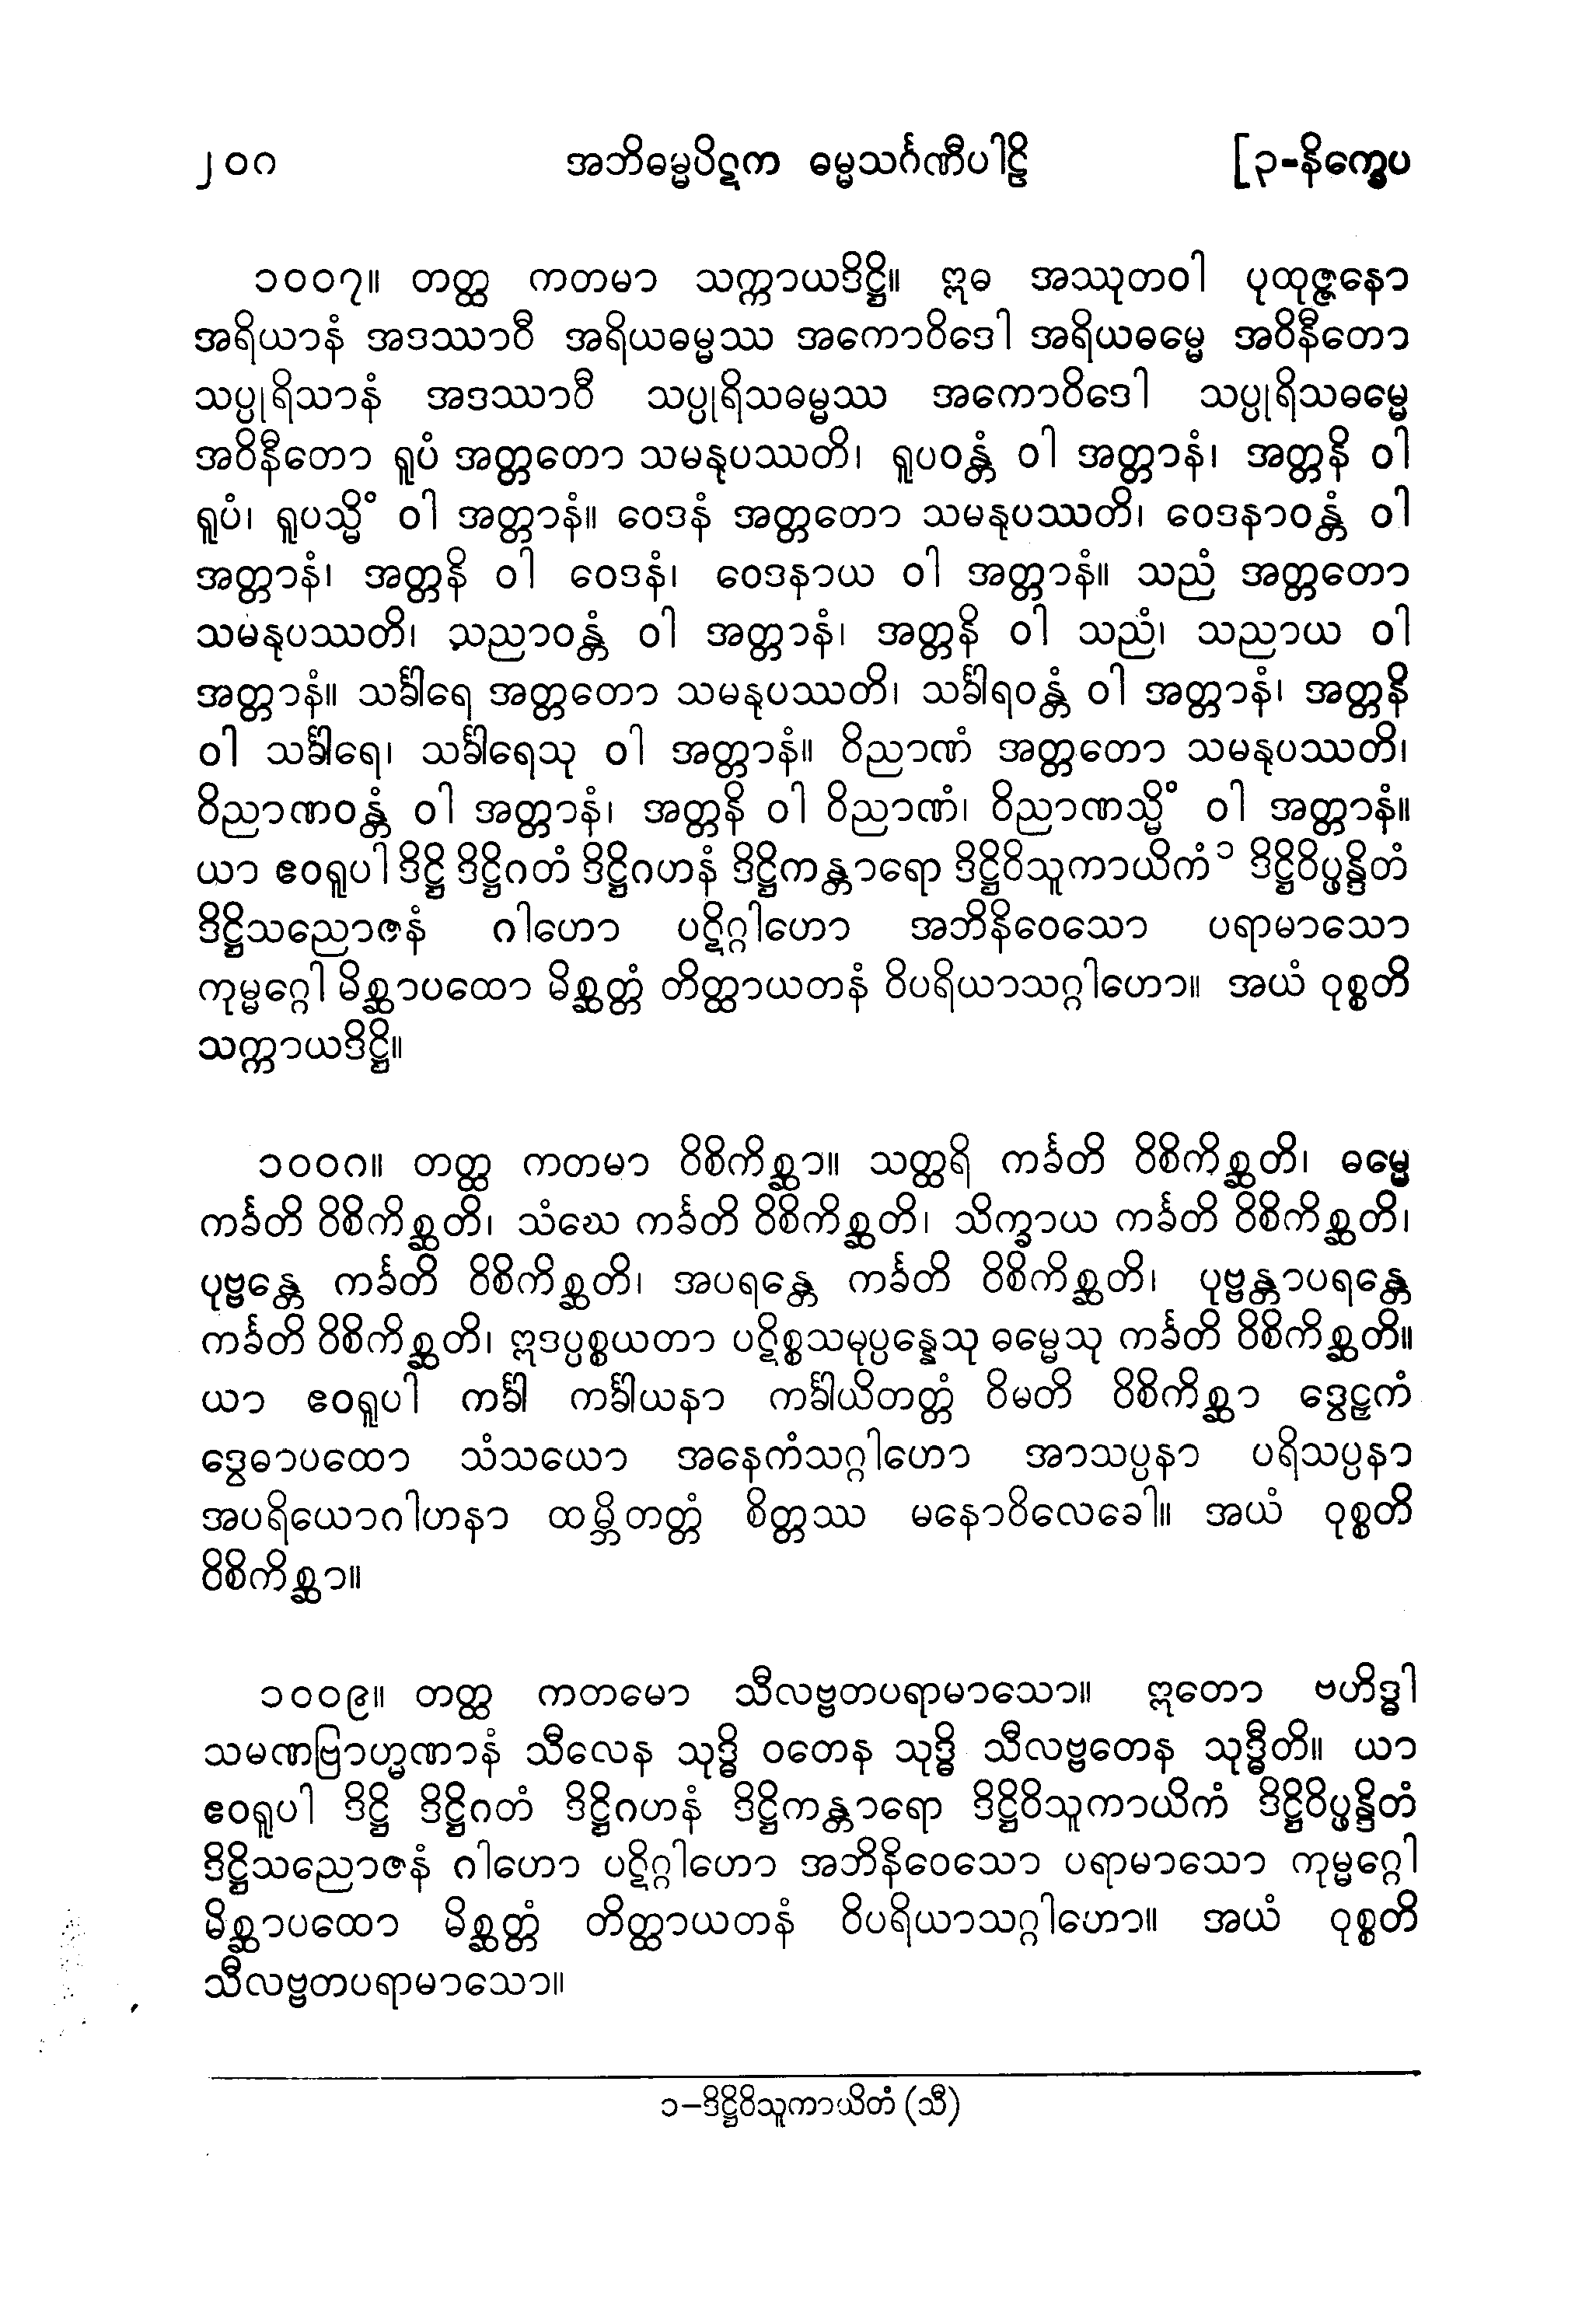 ၂၀၈ အဘိဓမ္မပိဋက ဓမ္မသင်္ဂဏီပါဠိ [၃-နိက္ခေပ
၁၀၀၇။ တတ္ထ ကတမာ သက္ကာယဒိဋ္ဌိ။ ဣဓ အဿုတဝါ ပုထုဇ္ဇနော
အရိယာနံ အဒဿာဝီ အရိယဓမ္မဿ အကောဝိဒေါ အရိယဓမ္မေ အဝိနီတော
သပ္ပုရိသာနံ အဒဿာဝီ သပ္ပုရိသဓမ္မဿ အကောဝိဒေါ သပ္ပုရိသဓမ္မေ
အဝိနီတော ရူပံ အတ္တတော သမနုပဿတိ၊ ရူပဝန္တံ ဝါ အတ္တာနံ၊ အတ္တနိ ဝါ
ရူပံ၊ ရူပသ္မိံ ဝါ အတ္တာနံ။ ဝေဒနံ အတ္တတော သမနုပဿတိ၊ ဝေဒနာဝန္တံ ဝါ
အတ္တာနံ၊ အတ္တနိ ဝါ ဝေဒနံ၊ ဝေဒနာယ ဝါ အတ္တာနံ။ သညံ အတ္တတော
သမနုပဿတိ၊ သညာဝန္တံ ဝါ အတ္တာနံ၊ အတ္တနိ ဝါ သညံ၊ သညာယ ဝါ
အတ္တာနံ။ သင်္ခါရေ အတ္တတော သမနုပဿတိ၊ သင်္ခါရဝန္တံ ဝါ အတ္တာနံ၊ အတ္တနိ
ဝါ သင်္ခါရေ၊ သင်္ခါရေသု ဝါ အတ္တာနံ။ ဝိညာဏံ အတ္တတော သမနုပဿတိ၊
ဝိညာဏဝန္တံ ဝါ အတ္တာနံ၊ အတ္တနိ ဝါ ဝိညာဏံ၊ ဝိညာဏသ္မိံ ဝါ အတ္တာနံ။
ယာ ဧဝရူပါ ဒိဋ္ဌိ ဒိဋ္ဌိဂတံ ဒိဋ္ဌိဂဟနံ ဒိဋ္ဌိကန္တာရော ဒိဋ္ဌိဝိသူကာယိကံ၁ ဒိဋ္ဌိဝိပ္ဖန္ဒိတံ
ဒိဋ္ဌိသညောဇနံ ဂါဟော ပဋိဂ္ဂါဟော အဘိနိဝေသော ပရာမာသော
ကုမ္မဂ္ဂေါ မိစ္ဆာပထော မိစ္ဆတ္တံ တိတ္ထာယတနံ ဝိပရိယာသဂ္ဂါဟော။ အယံ ဝုစ္စတိ
သက္ကာယဒိဋ္ဌိ။
၁၀၀၈။ တတ္ထ ကတမာ ဝိစိကိစ္ဆာ။ သတ္ထရိ ကင်္ခတိ ဝိစိကိစ္ဆတိ၊ ဓမ္မေ
ကင်္ခတိ ဝိစိကိစ္ဆတိ၊ သံဃေ ကင်္ခတိ ဝိစိကိစ္ဆတိ၊ သိက္ခာယ ကင်္ခတိ ဝိစိကိစ္ဆတိ၊
ပုဗ္ဗန္တေ ကင်္ခတိ ဝိစိကိစ္ဆတိ၊ အပရန္တေ ကင်္ခတိ ဝိစိကိစ္ဆတိ၊ ပုဗ္ဗန္တာပရန္တေ
ကင်္ခတိ ဝိစိကိစ္ဆတိ၊ ဣဒပ္ပစ္စယတာ ပဋိစ္စသမုပ္ပန္နေသု ဓမ္မေသု ကင်္ခတိ ဝိစိကိစ္ဆတိ။
ယာ ဧဝရူပါ ကင်္ခါ ကင်္ခါယနာ ကင်္ခါယိတတ္တံ ဝိမတိ ဝိစိကိစ္ဆာ ဒွေဠှကံ
ဒွေဓာပထော သံသယော အနေကံသဂ္ဂါဟော အာသပ္ပနာ ပရိသပ္ပနာ
အပရိယောဂါဟနာ ထမ္ဘိတတ္တံ စိတ္တဿ မနောဝိလေခေါ။ အယံ ဝုစ္စတိ
ဝိစိကိစ္ဆာ။
၁၀၀၉။ တတ္ထ ကတမော သီလဗ္ဗတပရာမာသော။ ဣတော ဗဟိဒ္ဓါ
သမဏဗြာဟ္မဏာနံ သီလေန သုဒ္ဓိ ဝတေန သုဒ္ဓိ သီလဗ္ဗတေန သုဒ္ဓီတိ။ ယာ
ဧဝရူပါ ဒိဋ္ဌိ ဒိဋ္ဌိဂတံ ဒိဋ္ဌိဂဟနံ ဒိဋ္ဌိကန္တာရော ဒိဋ္ဌိဝိသူကာယိကံ ဒိဋ္ဌိဝိပ္ဖန္ဒိတံ
ဒိဋ္ဌိသညောဇနံ ဂါဟော ပဋိဂ္ဂါဟော အဘိနိဝေသော ပရာမာသော ကုမ္မဂ္ဂေါ
မိစ္ဆာပထော မိစ္ဆတ္တံ တိတ္ထာယတနံ ဝိပရိယာသဂ္ဂါဟော။ အယံ ဝုစ္စတိ
သီလဗ္ဗတပရာမာသော။
၁–ဒိဋ္ဌိဝိသူကာယိတံ (သီ)